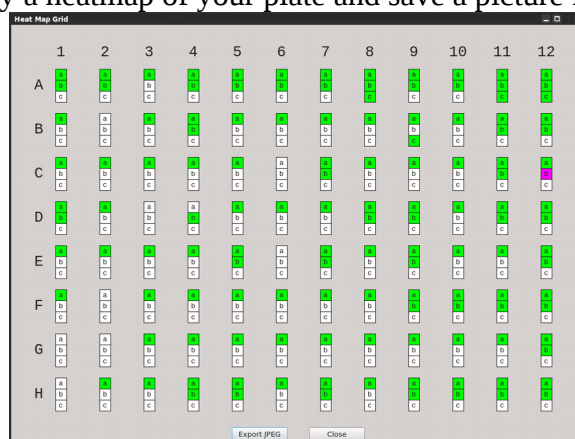 y a heatmap of your plate and save a picture
Heat Map Grid
1 2 3 4 5 6 7 8 9 10 11 12
a a a a a a a a a a a a
A b b b b b b b b b b b b
c c c c c c c c c c c c
a a a a a a a a a a a a
B b b b b b b b b b b b b
c c c c c c c c c c c c
a a a a a a a a a a a a
C b b b b b b b b b b b
c c c c c c c c c c c c
a a a a a a a a a a a a
D b b b b b b b b b b b b
c c c c c c c c c c c c
a a a a a a a a a a a a
E b b b b b b b b b b b b
c c c c c c c c c c c c
a a a a a a a a a a a a
F b b b b b b b b b b b b
c c c c c c c c c c c c
a a a a a a a a a a a a
G b b b b b b b b b b b b
c c c c c c c c c c c c
a a a a a a a a a a a a
H b b b b b b b b b b b b
c c c c c c c c c c c c
Export JPEG Close